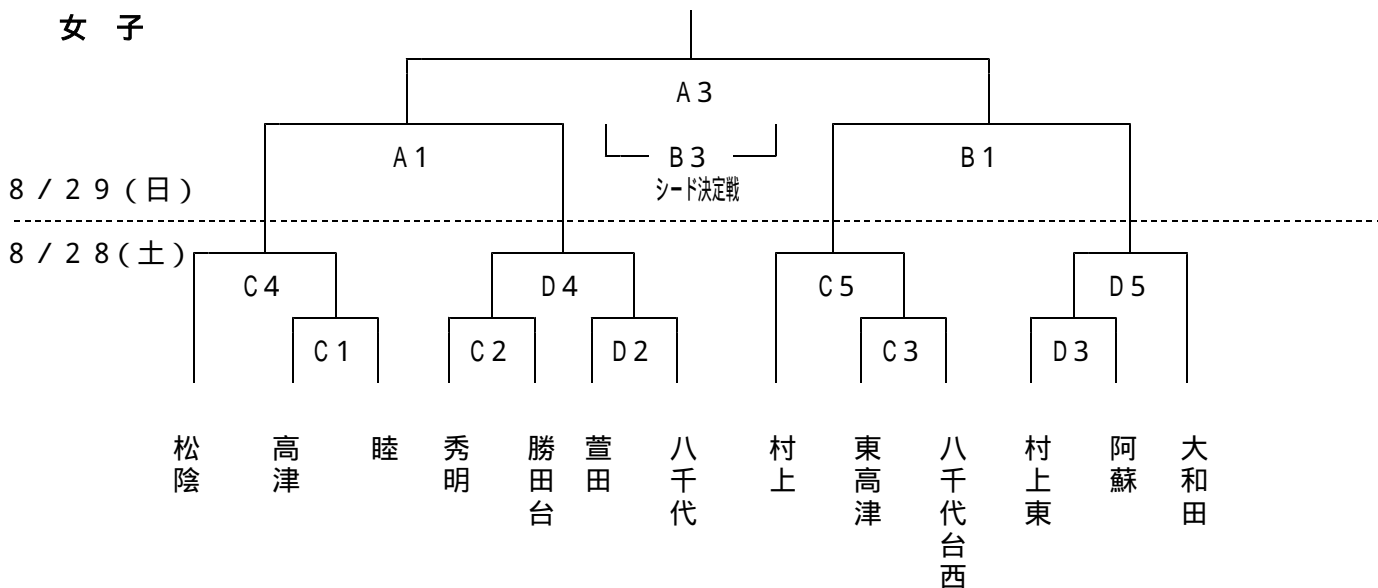 女 子
A3
A1
B3
B1
シード決定戦
8/29(日)
8/28(土)
C4
D4
C5
D5
C1
C2
D2
C3
D3
松陰
高津
睦
秀明
勝田台
萱田
八千代
村上
東高津
八千代台西
村上東
阿蘇
大和田